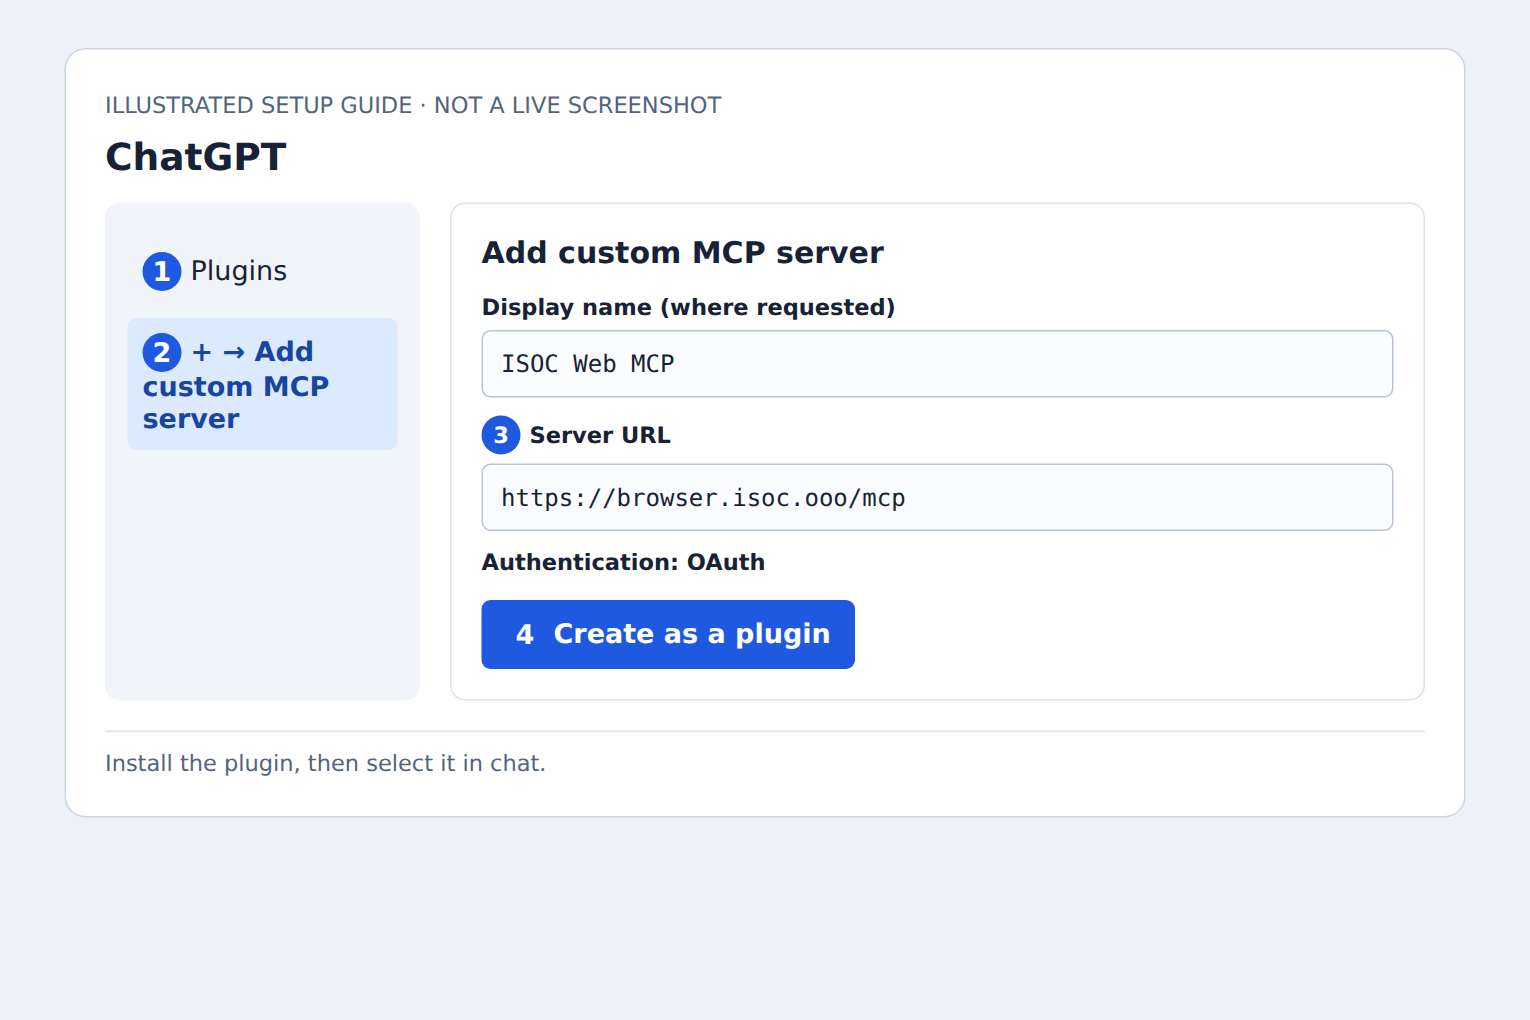 ILLUSTRATED SETUP GUIDE · NOT A LIVE SCREENSHOT
ChatGPT
1 Plugins
2 + → Add
custom MCP
server
Add custom MCP server
Display name (where requested)
ISOC Web MCP
3 Server URL
https://browser.isoc.ooo/mcp
Authentication: OAuth
4 Create as a plugin
Install the plugin, then select it in chat.